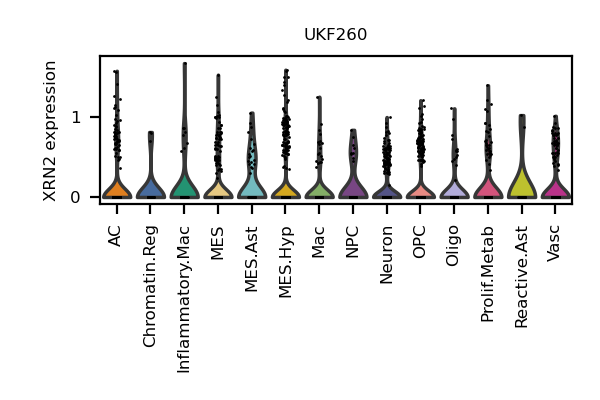 UKF260
XRN2 expression
1
0
AC
Chromatin.Reg
Inflammatory.Mac
MES
MES.Ast
MES.Hyp
Mac
NPC
Neuron
OPC
Oligo
Prolif.Metab
Reactive.Ast
Vasc